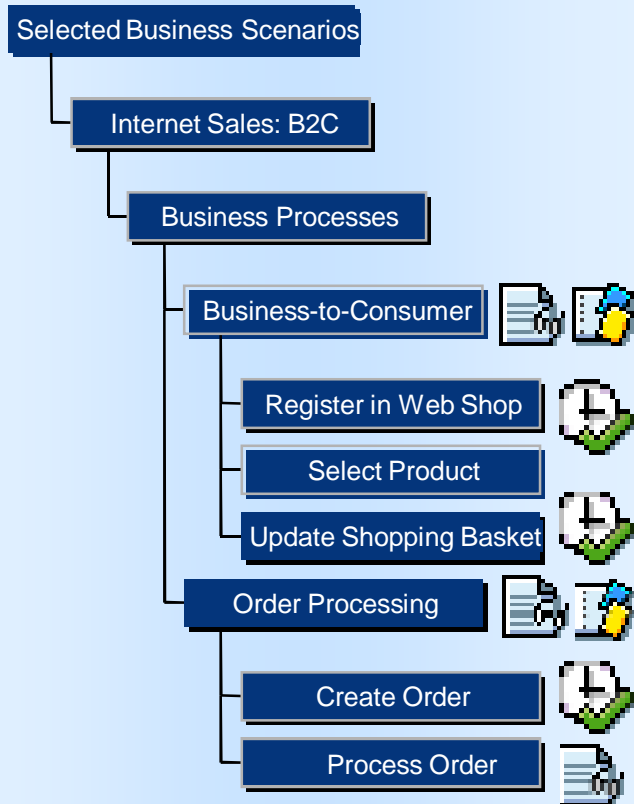 Selected Business Scenarios
Internet Sales: B2C
Business Processes
Business-to-Consumer
Register in Web Shop
Select Product
Update Shopping Basket
Order Processing
Create Order
Process Order